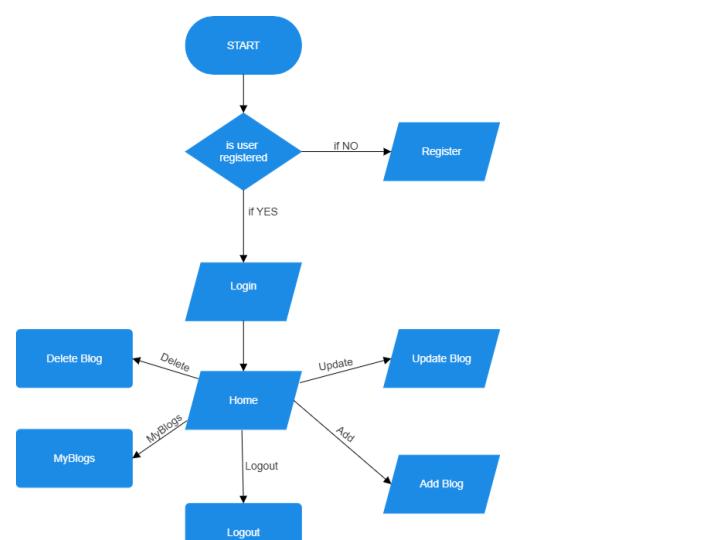 START
is user
registered
if NO
Register
if YES
Login
Delete Blog
Delete
Update
Update Blog
Home
MyBlogs
MyBlogs
Add
Logout
Add Blog
Logout